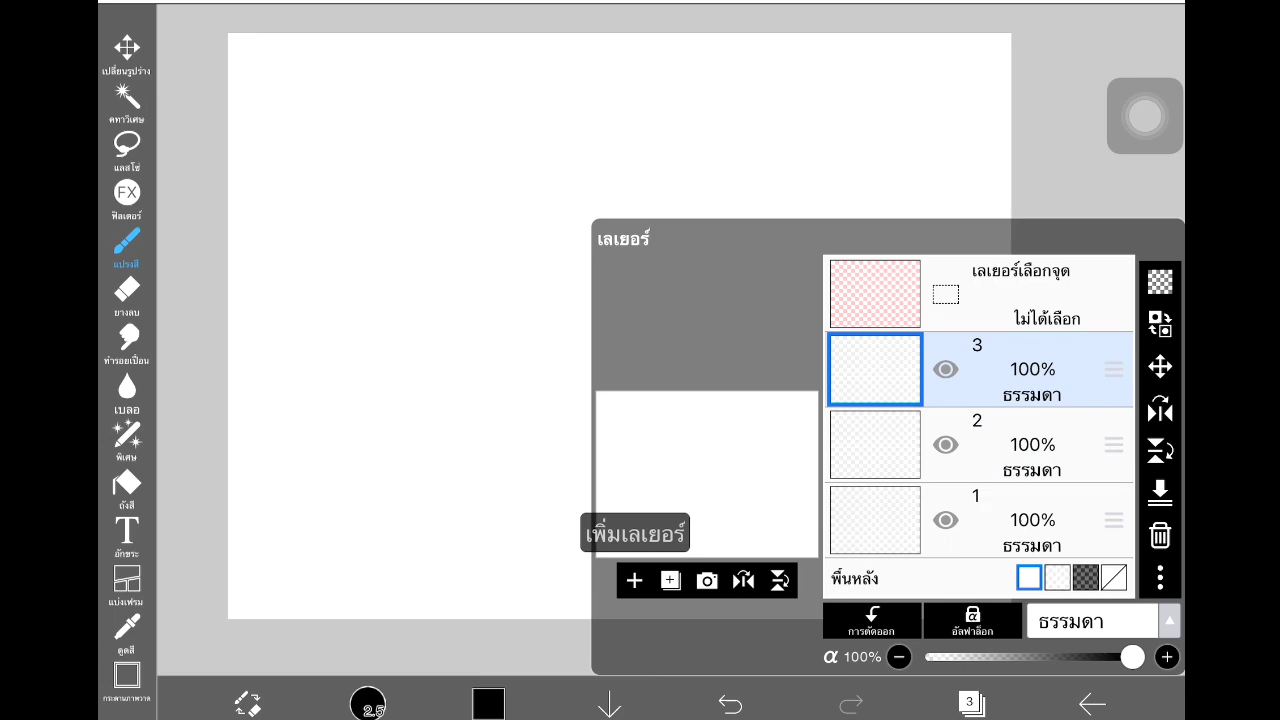 เปลี่ยนรูปร่าง
คทาวิเศษ
แลสโซ่
FX
ฟิลเตอร์
แปรงสี
ยางลบ
ทำรอยเปื้อน
เบลอ
พิเศษ
ถังสี
T
อักขระ
แบ่งเฟรม
ดูดสี
กระดานภาพวาด
เลเยอร์
เลเยอร์เลือกจุด
ไม่ได้เลือก
3
100%
ธรรมดา
2
100%
ธรรมดา
1
100%
ธรรมดา
เพิ่มเลเยอร์
พื้นหลัง
การตัดออก
α
อัลฟาล็อก
ธรรมดา
α 100%
2.5
3